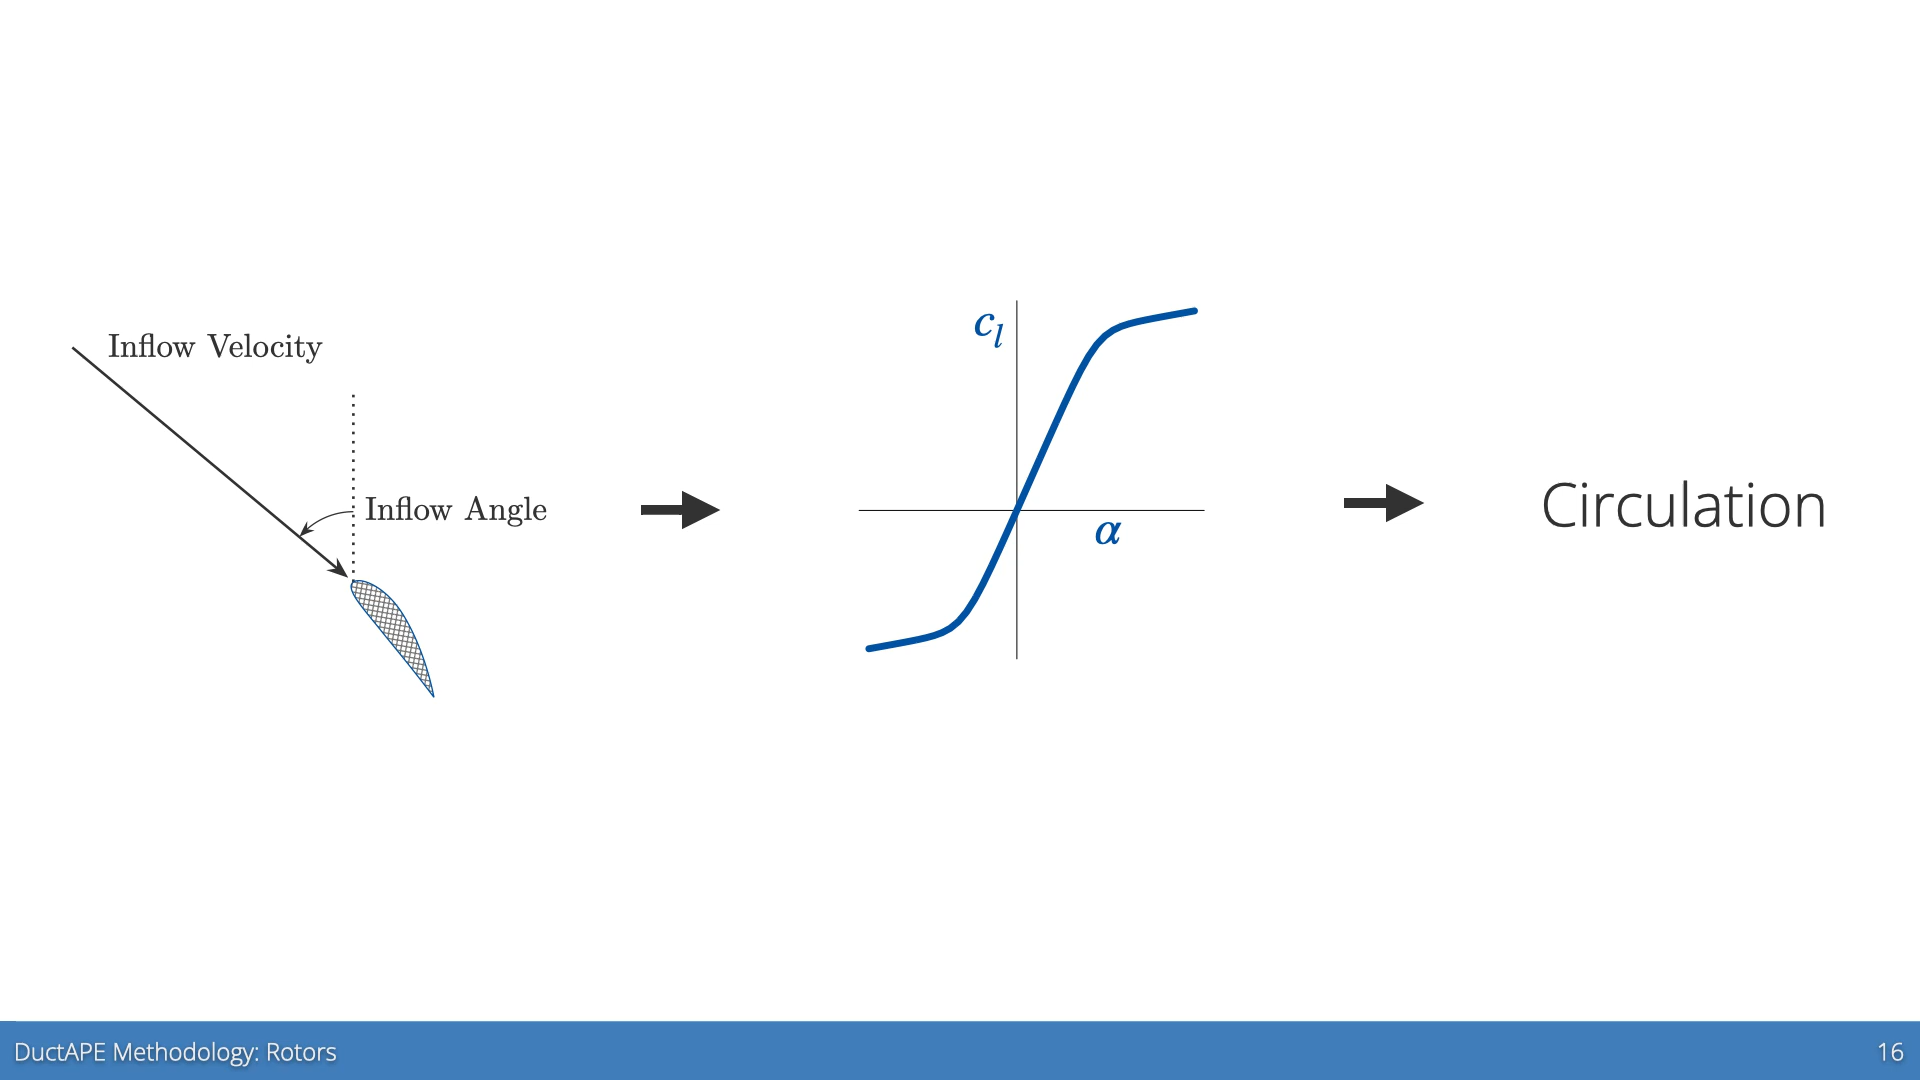 Inflow Velocity
Inflow Angle
c_l
α
Circulation
DuctAPE Methodology: Rotors
16